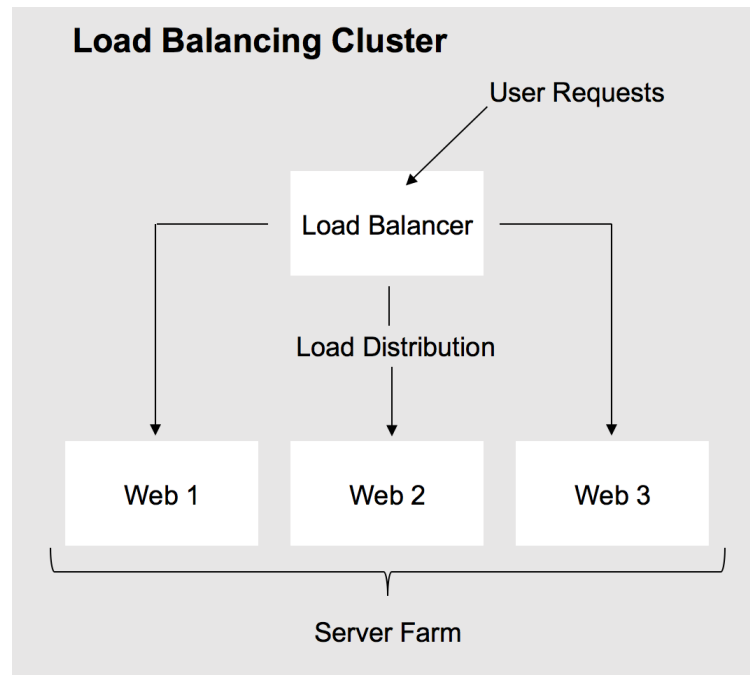 Load Balancing Cluster
User Requests
Load Balancer
Load Distribution
Web 1
Web 2
Web 3
Server Farm